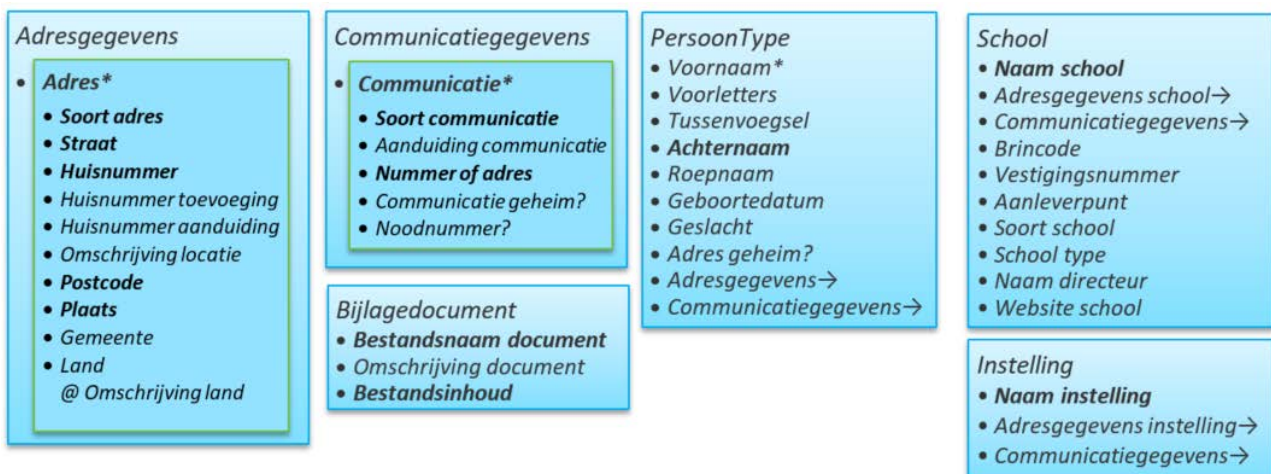 Adresgegevens
• Adres*
• Soort adres
• Straat
• Huisnummer
• Huisnummer toevoeging
• Huisnummer aanduiding
• Omschrijving locatie
• Postcode
• Plaats
• Gemeente
• Land
@ Omschrijving land
Communicatiegegevens
• Communicatie*
• Soort communicatie
• Aanduiding communicatie
• Nummer of adres
• Communicatie geheim?
• Noodnummer?
Bijlagedocument
• Bestandsnaam document
• Omschrijving document
• Bestandsinhoud
PersoonType
• Voornaam*
• Voorletters
• Tussenvoegsel
• Achternaam
• Roepnaam
• Geboortedatum
• Geslacht
• Adres geheim?
• Adresgegevens→
• Communicatiegegevens→
School
• Naam school
• Adresgegevens school→
• Communicatiegegevens→
• Brincode
• Vestigingsnummer
• Aanleverpunt
• Soort school
• School type
• Naam directeur
• Website school
Instelling
• Naam instelling
• Adresgegevens instelling→
• Communicatiegegevens→